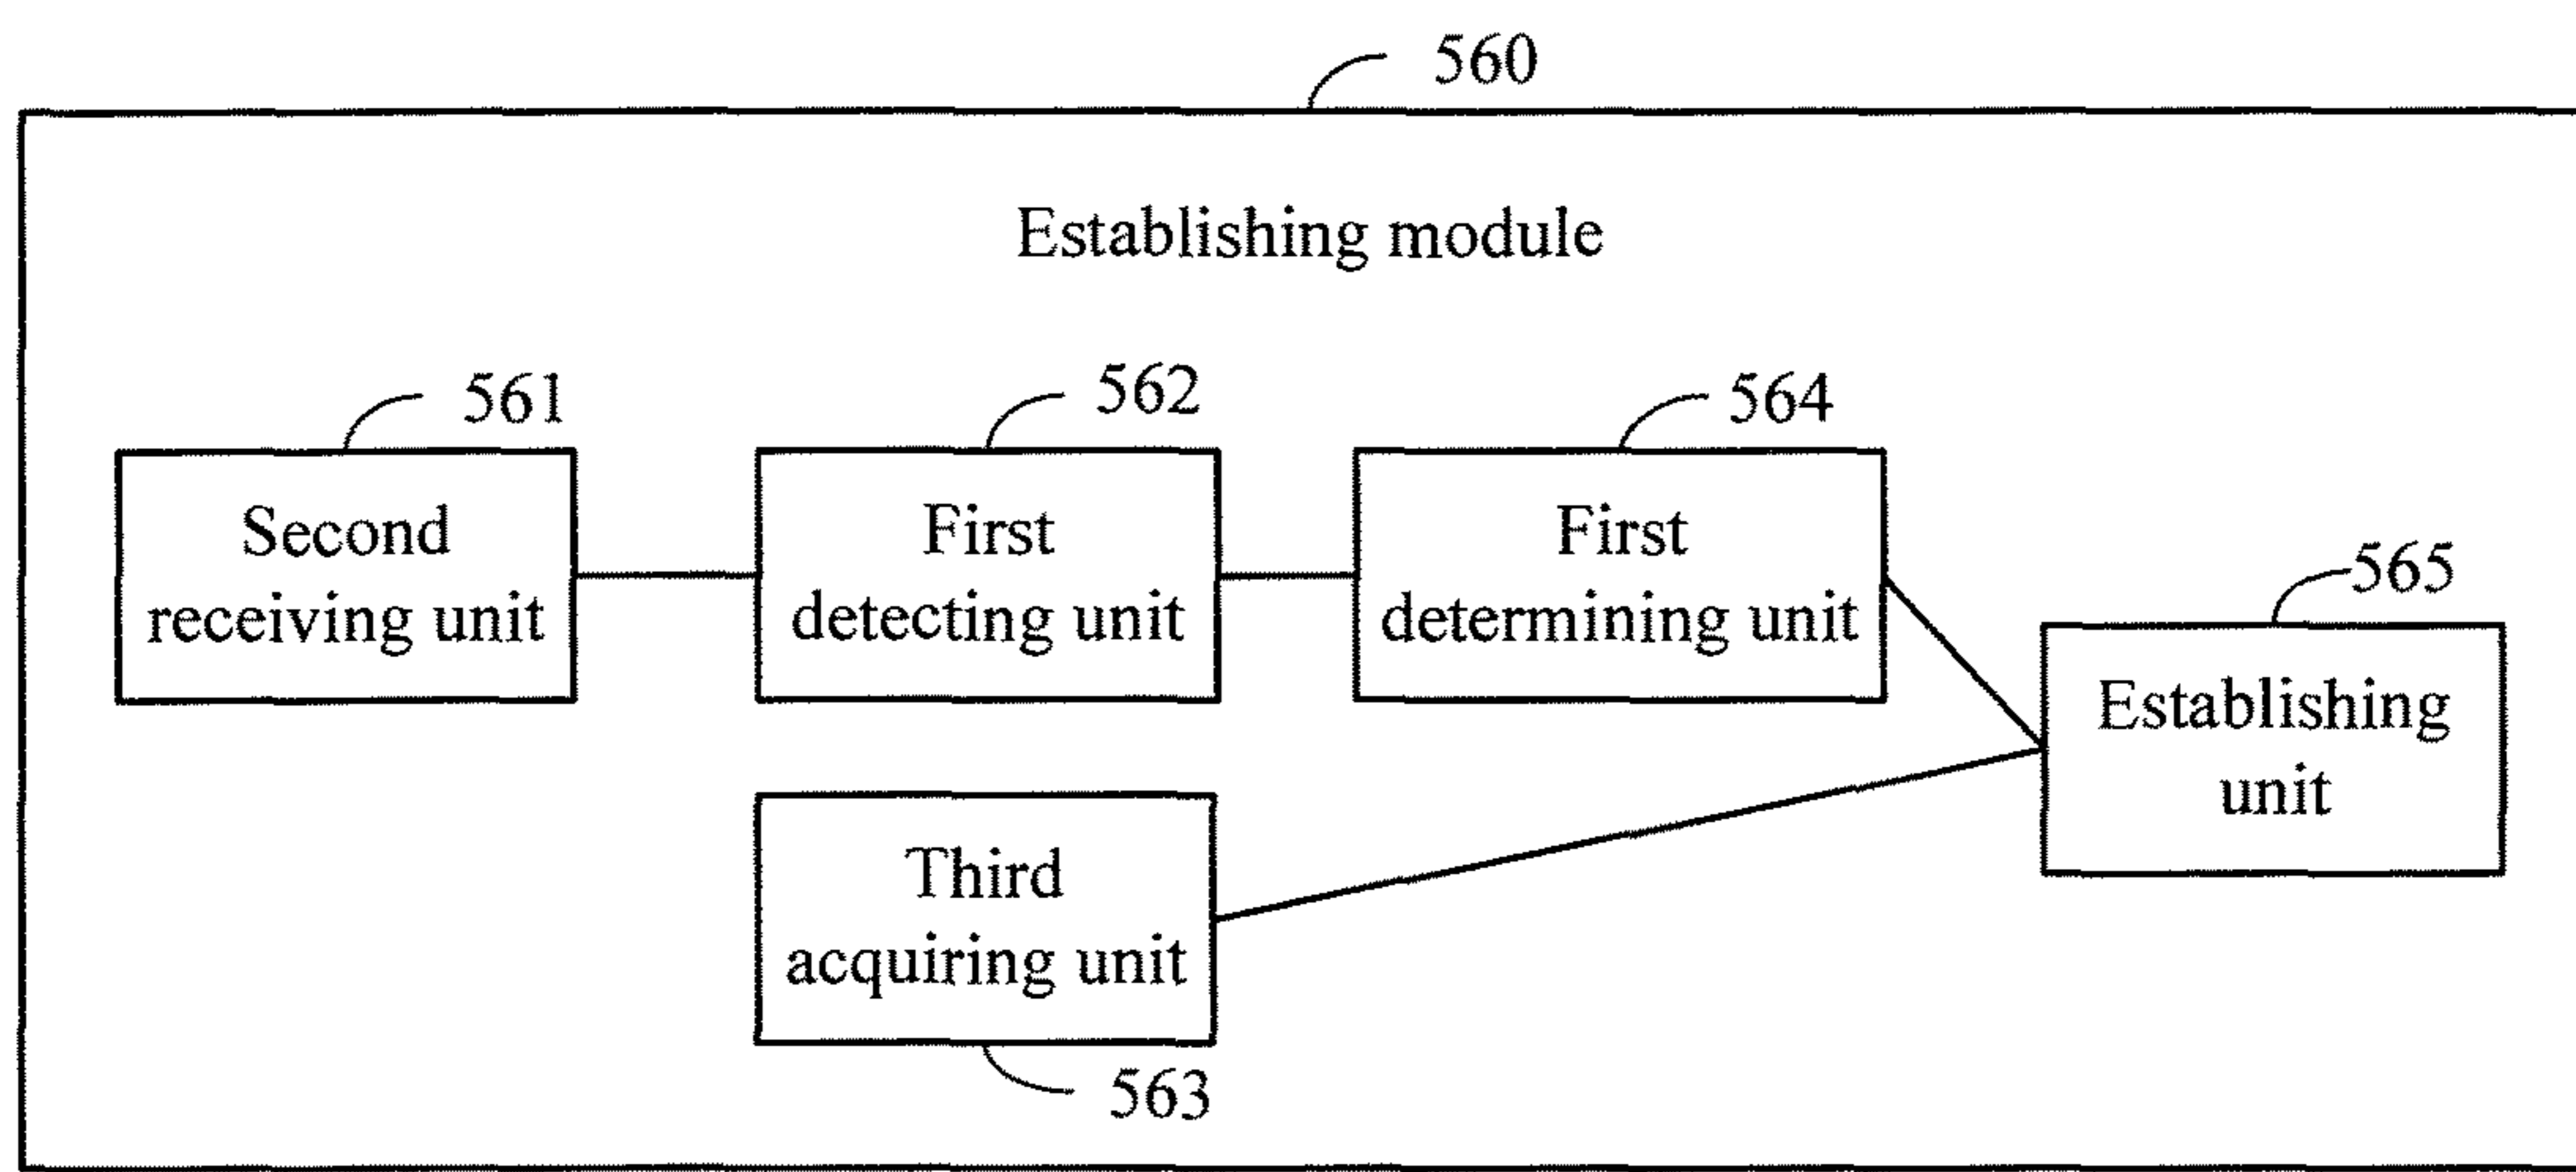 560
Establishing module
561
Second
receiving unit
562
First
detecting unit
564
First
determining unit
565
Establishing
unit
Third
acquiring unit
563